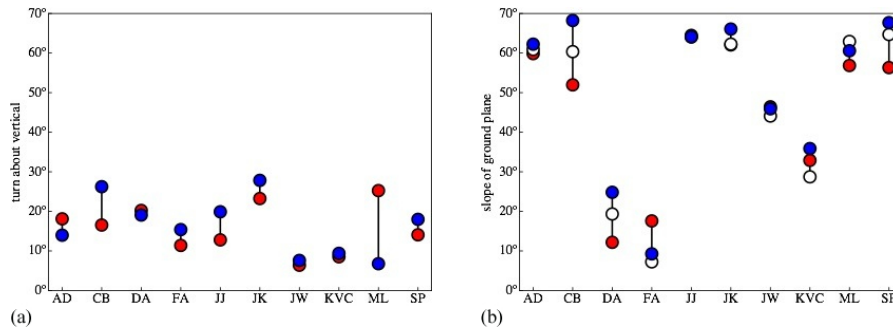 70°
60°
50°
40°
30°
20°
10°
0°
turn about vertical
AD CB DA FA JJ JK JW KVC ML SP
(a)
70°
60°
50°
40°
30°
20°
10°
0°
slope of ground plane
AD CB DA FA JJ JK JW KVC ML SP
(b)